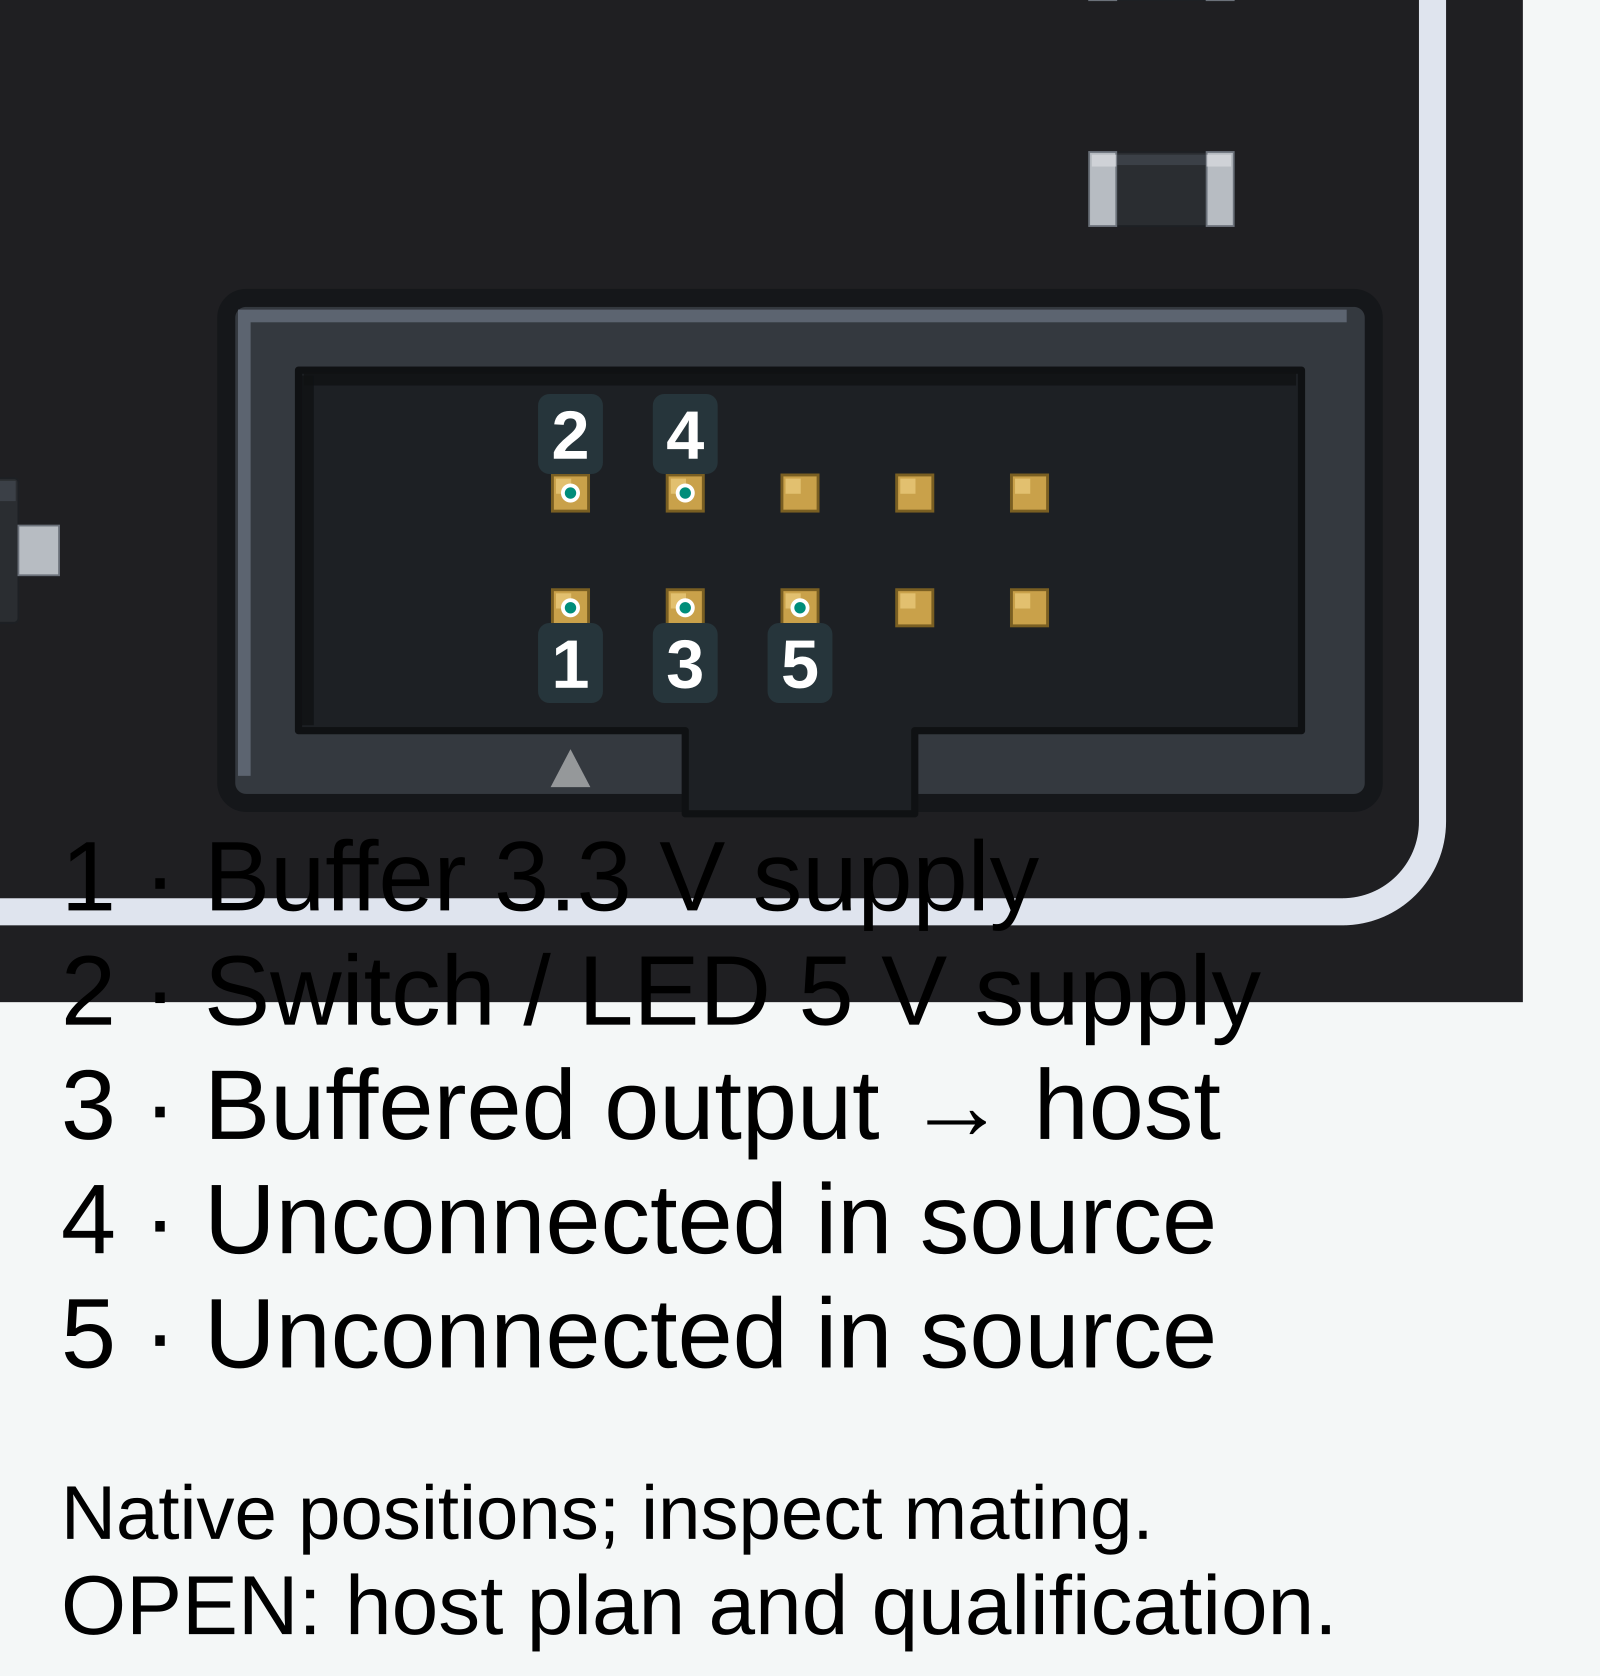 2 4
1 3 5
1 · Buffer 3.3 V supply
2 · Switch / LED 5 V supply
3 · Buffered output → host
4 · Unconnected in source
5 · Unconnected in source
Native positions; inspect mating.
OPEN: host plan and qualification.